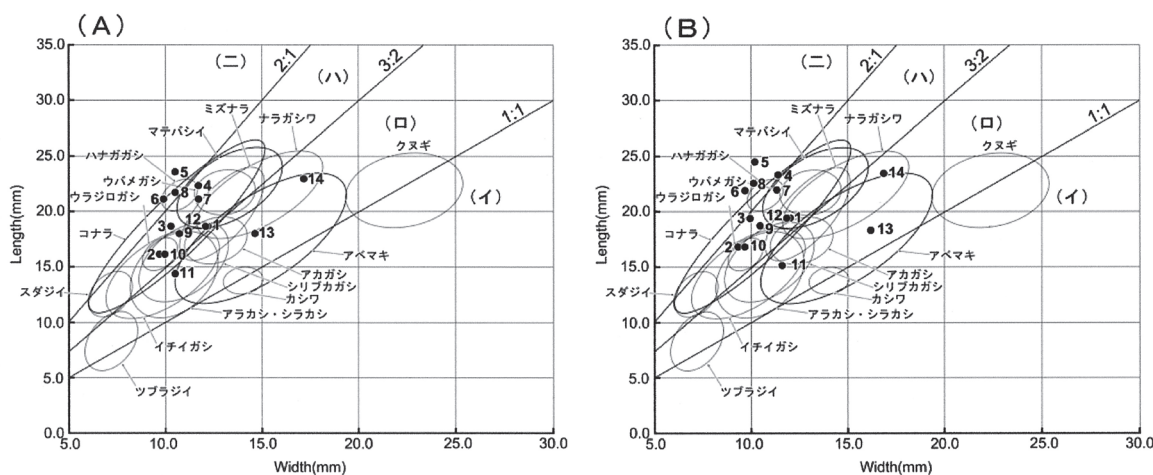 (A)
35.0
30.0
25.0
20.0
15.0
10.0
5.0
0.0
Length(mm)
5.0 10.0 15.0 20.0 25.0 30.0
Width(mm)
(ニ)
2:1
(ハ)
3:2
(ロ)
1:1
(イ)
ミズナラ
マテバシイ
ナラガシワ
クヌギ
ハナガガシ
ウバメガシ
ウラジロガシ
コナラ
スダジイ
アベマキ
アカガシ
シリブカガシ
カシワ
アラカシ・シラカシ
イチイガシ
ツブラジイ
5
4
14
6
8
7
3
12
1
9
13
2
10
11
(B)
35.0
30.0
25.0
20.0
15.0
10.0
5.0
0.0
Length(mm)
5.0 10.0 15.0 20.0 25.0 30.0
Width(mm)
(ニ)
2:1
(ハ)
3:2
(ロ)
1:1
(イ)
ミズナラ
マテバシイ
ナラガシワ
クヌギ
ハナガガシ
ウバメガシ
ウラジロガシ
コナラ
スダジイ
アベマキ
アカガシ
シリブカガシ
カシワ
アラカシ・シラカシ
イチイガシ
ツブラジイ
5
4
14
6
8
7
3
12
1
9
13
2
10
11